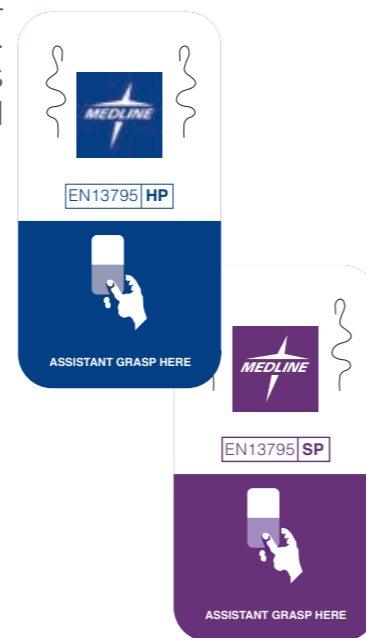 MEDLINE
EN13795 HP
ASSISTANT GRASP HERE
MEDLINE
EN13795 SP
ASSISTANT GRASP HERE